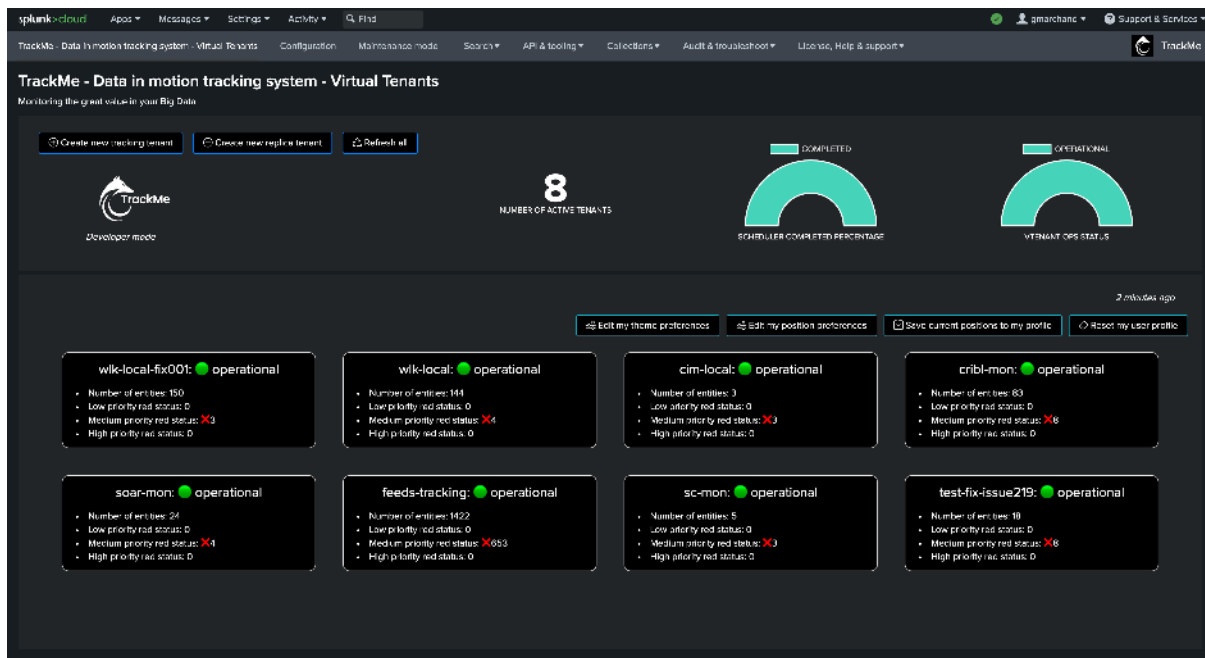 splunk>cloud Apps ▾ Messages ▾ Settings ▾ Activity ▾ Find gmarchand ▾ Support & Services ▾
TrackMe - Data in motion tracking system - Virtual Tenants Configuration Maintenance mode Search ▾ API & tooling ▾ Collections ▾ Audit & troubleshoot ▾ License, Help & support ▾ TrackMe
TrackMe - Data in motion tracking system - Virtual Tenants
Monitoring the great value in your Big Data
Create new tracking tenant Create new replica tenant Refresh all
COMPLETED OPERATIONAL
TrackMe
8
NUMBER OF ACTIVE TENANTS
Developer mode
SCHEDULER COMPLETED PERCENTAGE VTENANT OPS STATUS
2 minutes ago
Edit my theme preferences Edit my position preferences Save current positions to my profile Reset my user profile
wlk-local-fix001: operational
• Number of entities: 150
• Low priority red status: 0
• Medium priority red status: ❌3
• High priority red status: 0
wlk-local: operational
• Number of entities: 144
• Low priority red status: 0
• Medium priority red status: ❌4
• High priority red status: 0
cim-local: operational
• Number of entities: 3
• Low priority red status: 0
• Medium priority red status: ❌3
• High priority red status: 0
cribl-mon: operational
• Number of entities: 83
• Low priority red status: 0
• Medium priority red status: ❌
• High priority red status: 0
soar-mon: operational
• Number of entities: 24
• Low priority red status: 0
• Medium priority red status: ❌4
• High priority red status: 0
feeds-tracking: operational
• Number of entities: 1422
• Low priority red status: 0
• Medium priority red status: ❌653
• High priority red status: 0
sc-mon: operational
• Number of entities: 5
• Low priority red status: 0
• Medium priority red status: ❌3
• High priority red status: 0
test-fix-issue219: operational
• Number of entities: 18
• Low priority red status: 0
• Medium priority red status: ❌
• High priority red status: 0